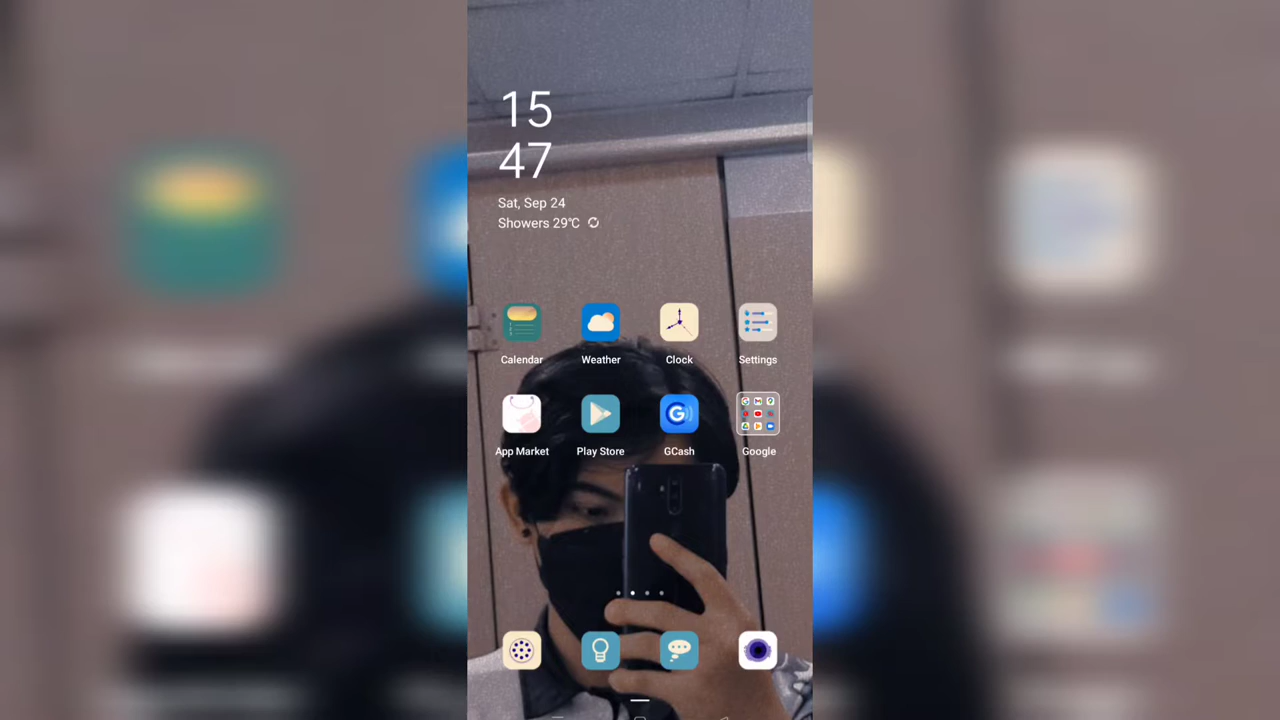 15
47
Sat, Sep 24
Showers 29℃
Calendar
Weather
Clock
Settings
App Market
Play Store
GCash
Google